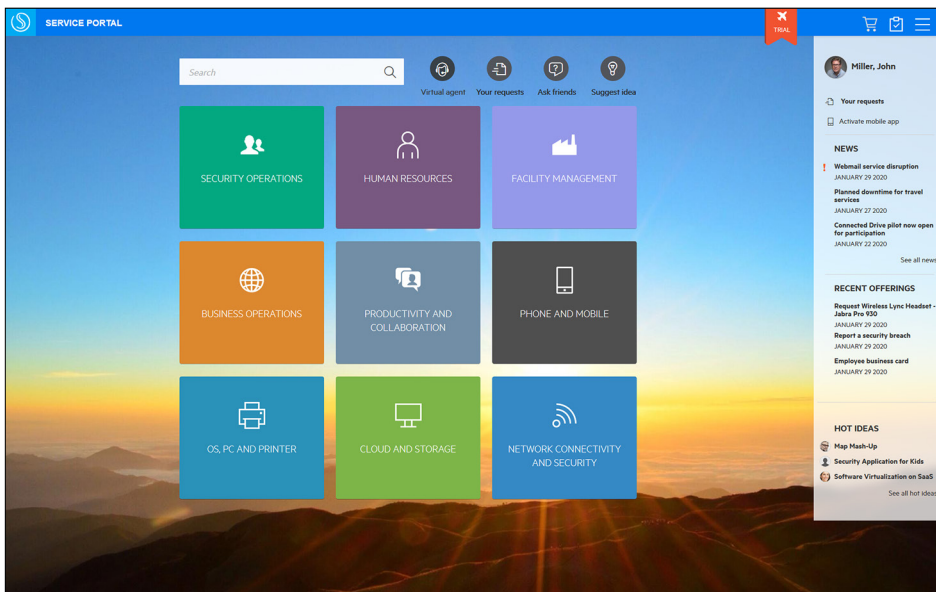 SERVICE PORTAL
TRIAL
Search
Virtual agent
Your requests
Ask friends
Suggest idea
SECURITY OPERATIONS
HUMAN RESOURCES
FACILITY MANAGEMENT
BUSINESS OPERATIONS
PRODUCTIVITY AND
COLLABORATION
PHONE AND MOBILE
OS, PC AND PRINTER
CLOUD AND STORAGE
NETWORK CONNECTIVITY
AND SECURITY
Miller, John
Your requests
Activate mobile app
NEWS
! Webmail service disruption
JANUARY 29 2020
Planned downtime for travel
services
JANUARY 27 2020
Connected Drive pilot now open
for participation
JANUARY 22 2020
See all news
RECENT OFFERINGS
Request Wireless Lync Headset -
Jabra Pro 930
JANUARY 29 2020
Report a security breach
JANUARY 29 2020
Employee business card
JANUARY 29 2020
HOT IDEAS
Map Mash-Up
Security Application for Kids
Software Virtualization on SaaS
See all hot ideas